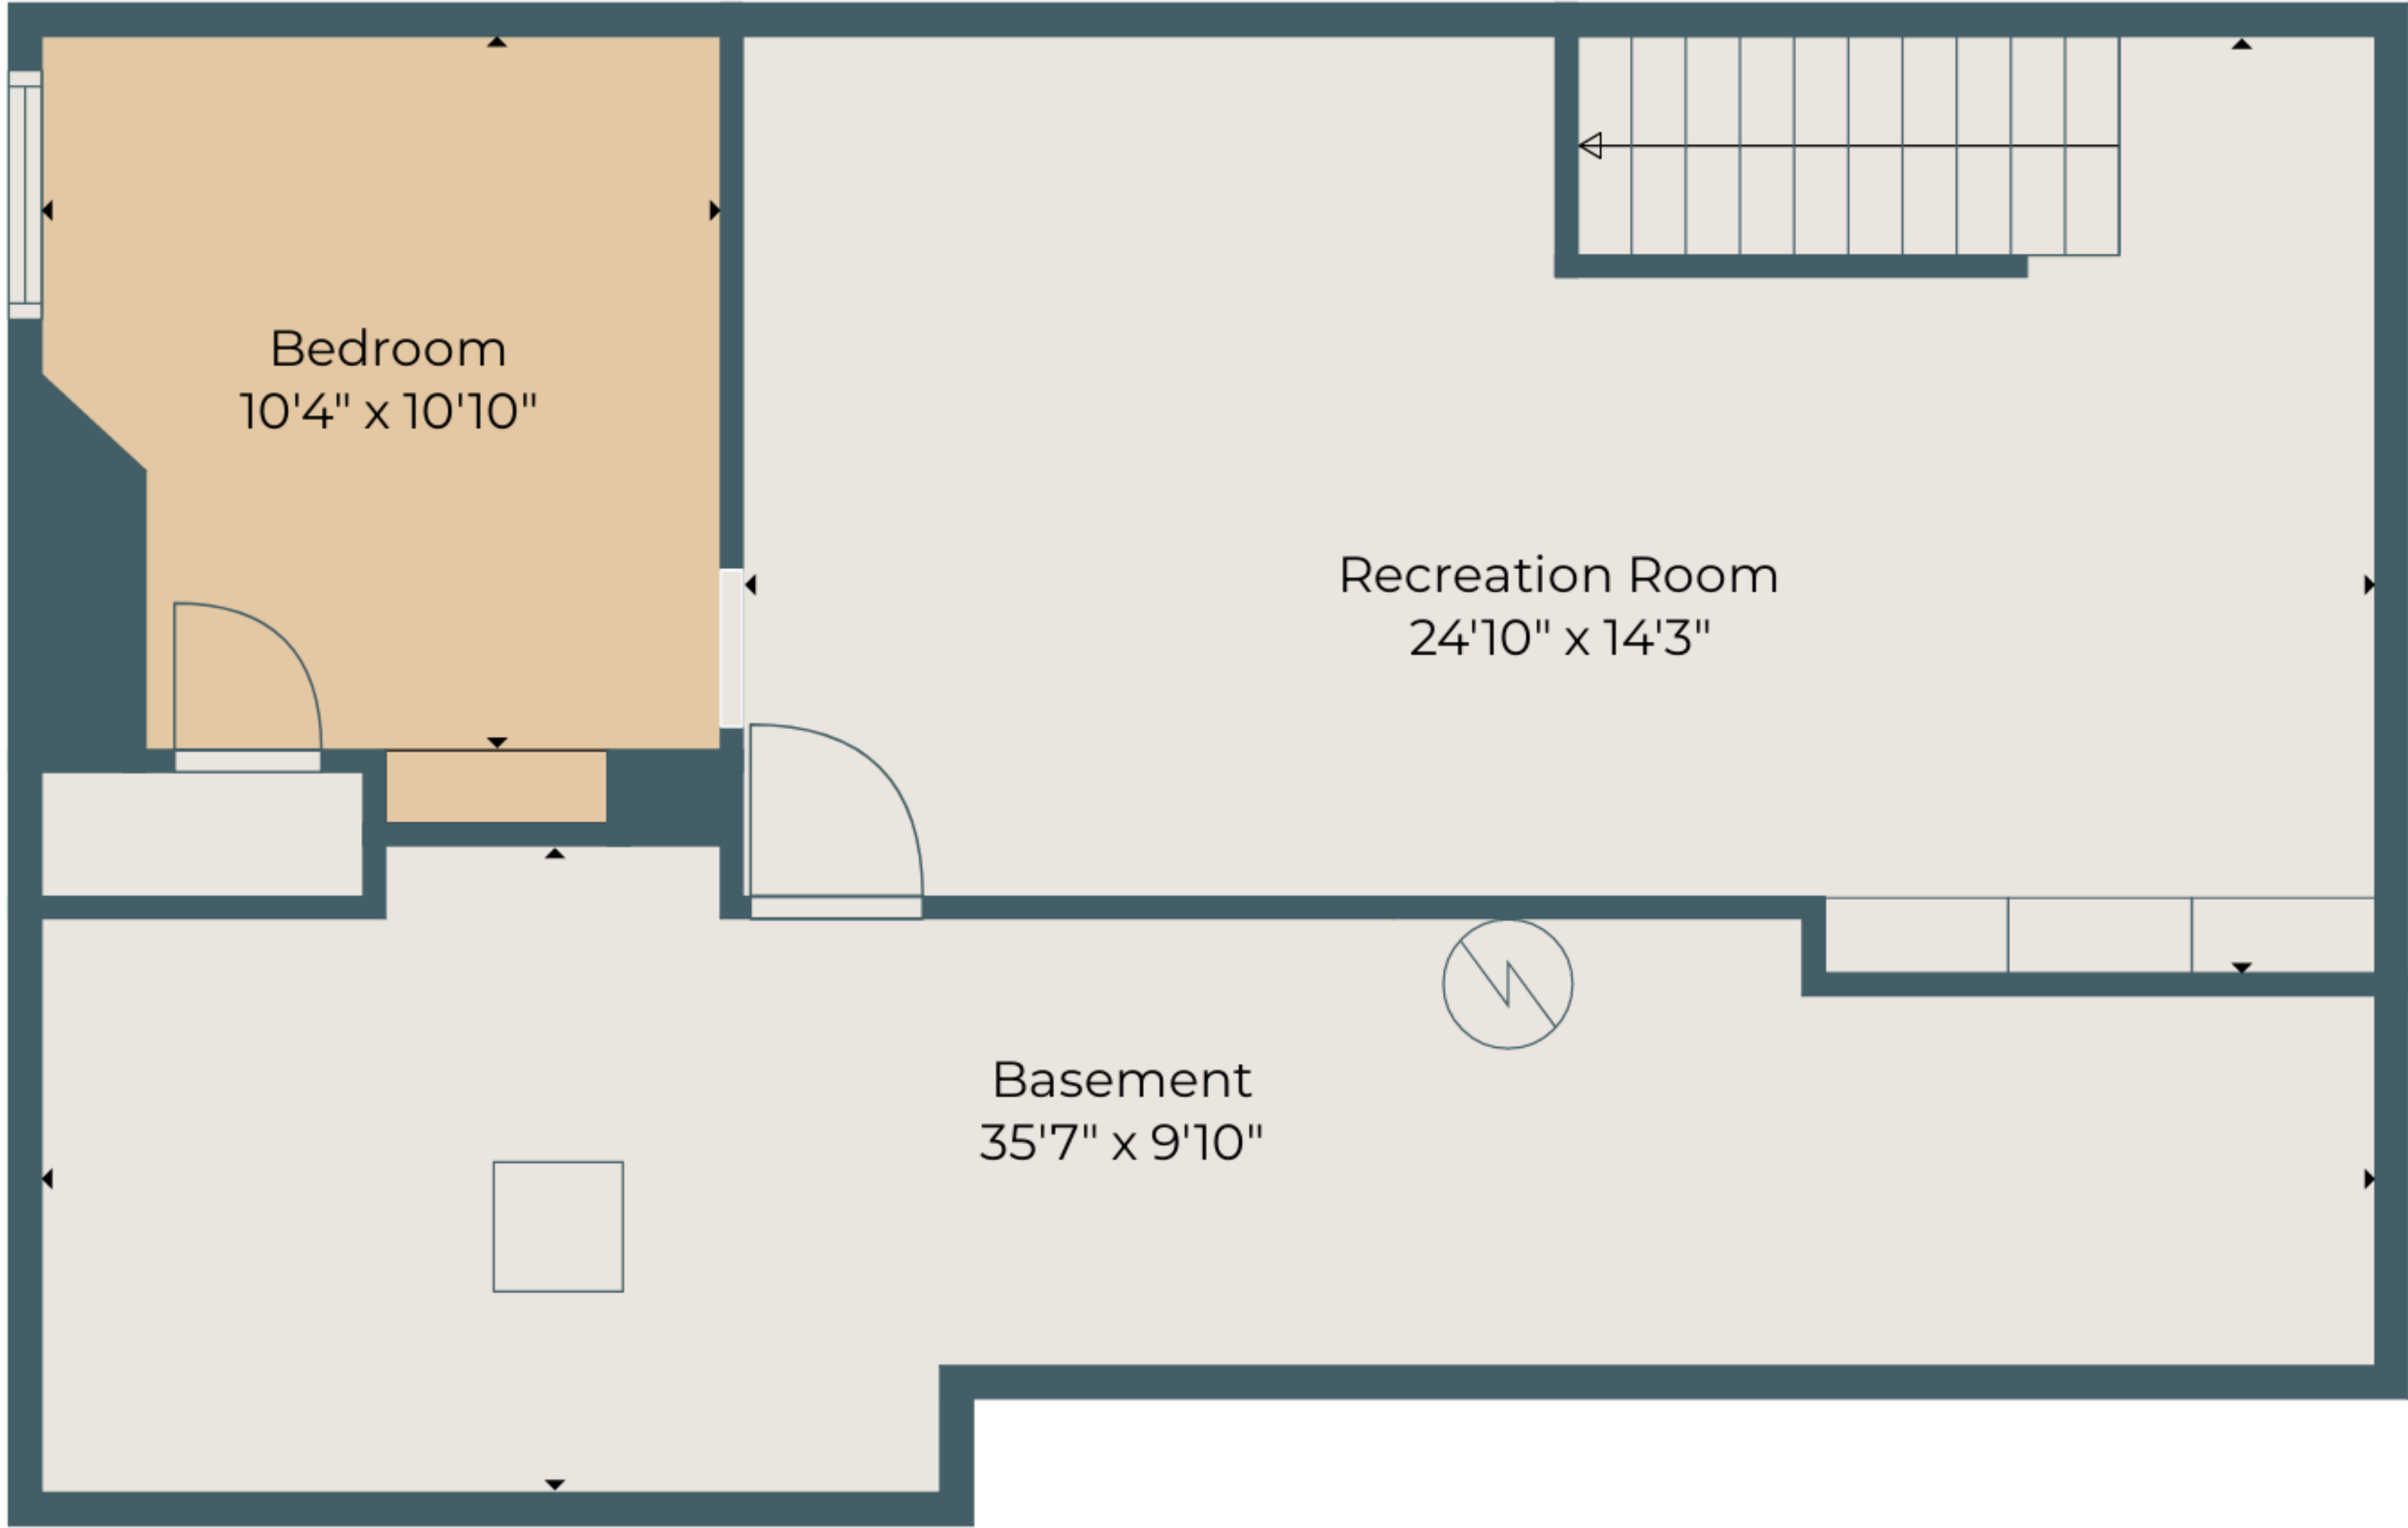 Bedroom
10'4" x 10'10"
Recreation Room
24'10" x 14'3"
Basement
35'7" x 9'10"